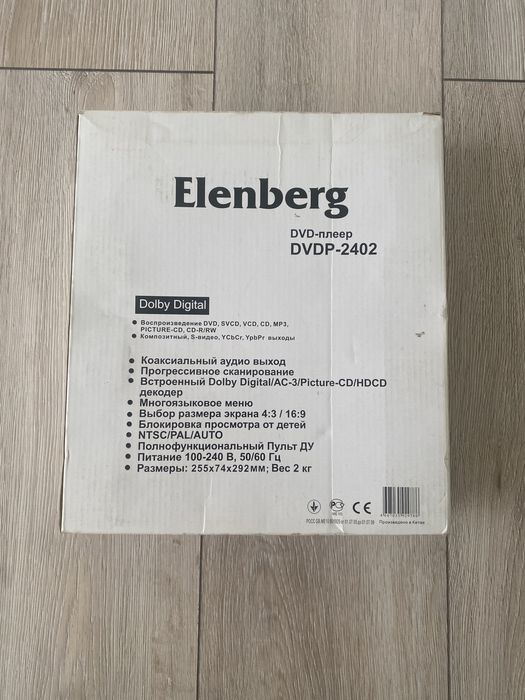 Elenberg
DVD-плеер
DVDP-2402
Dolby Digital
• Воспроизведение DVD, SVCD, VCD, CD, MP3,
PICTURE-CD, CD-R/RW
• Композитный, S-видео, YCbCr, YpbPr выходы
• Коаксиальный аудио выход
• Прогрессивное сканирование
• Встроенный Dolby Digital/AC-3/Picture-CD/HDCD
декодер
• Многоязыковое меню
• Выбор размера экрана 4:3 / 16:9
• Блокировка просмотра от детей
• NTSC/PAL/AUTO
• Полнофункциональный Пульт ДУ
• Питание 100-240 В, 50/60 Гц
• Размеры: 255x74x292мм; Вес 2 кг
CE
Произведено в Китае